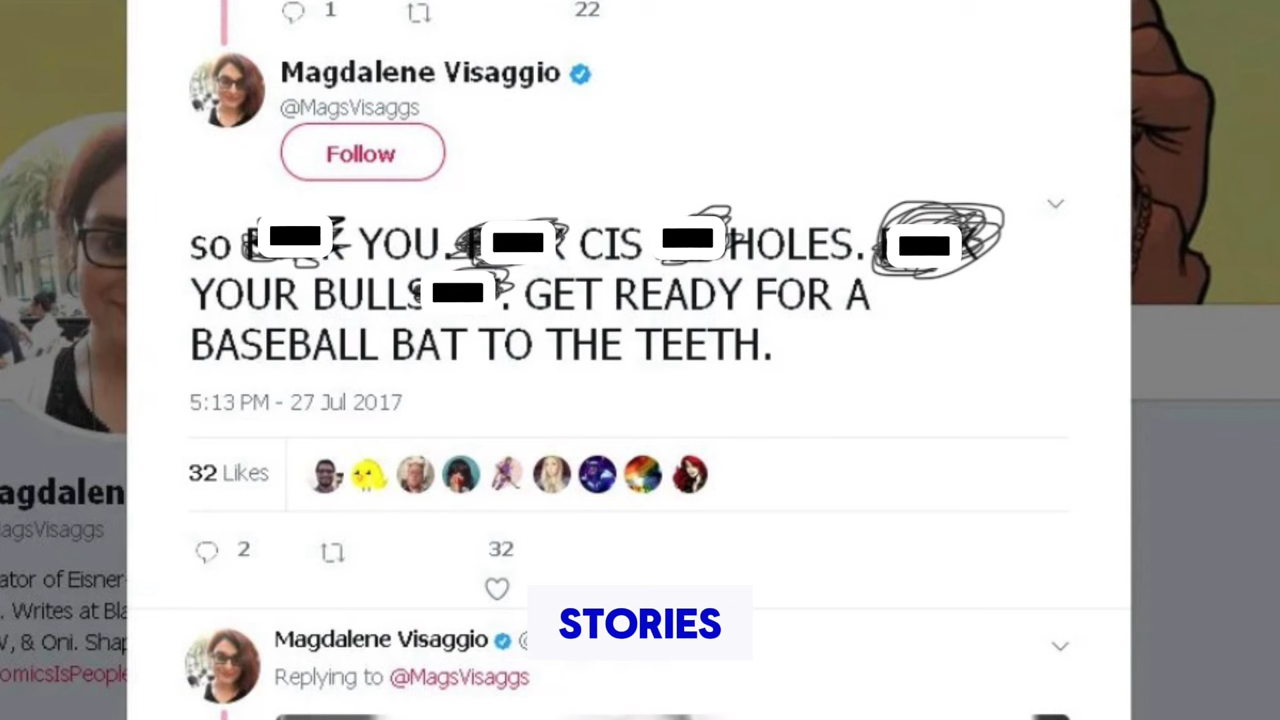 1
22
Magdalene Visaggio
@MagsVisaggs
Follow
so YOU. CIS HOLES.
YOUR BULLS . GET READY FOR A
BASEBALL BAT TO THE TEETH.
5:13 PM - 27 Jul 2017
32 Likes
2
32
STORIES
Magdalene Visaggio
Replying to @MagsVisaggs
agdalen
agsVisaggs
ator of Eisner-
. Writes at Bla
, & Oni. Shap
omicsIsPeople